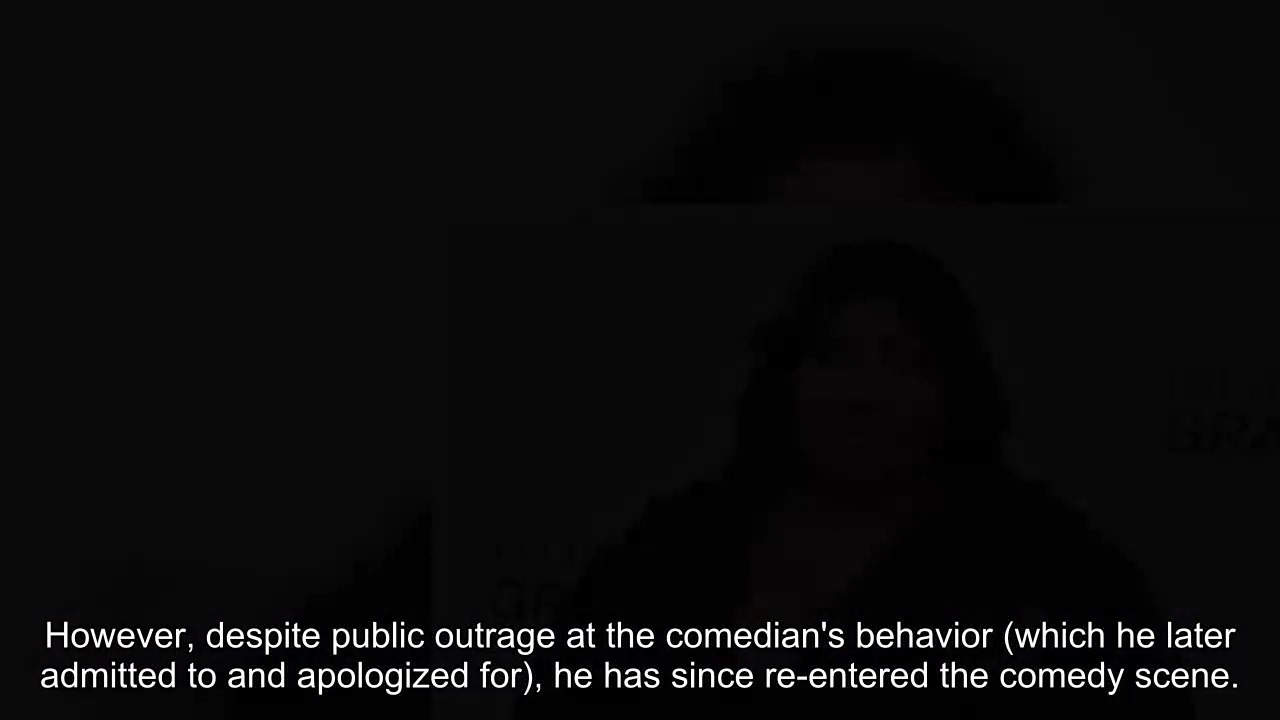 However, despite public outrage at the comedian's behavior (which he later
admitted to and apologized for), he has since re-entered the comedy scene.